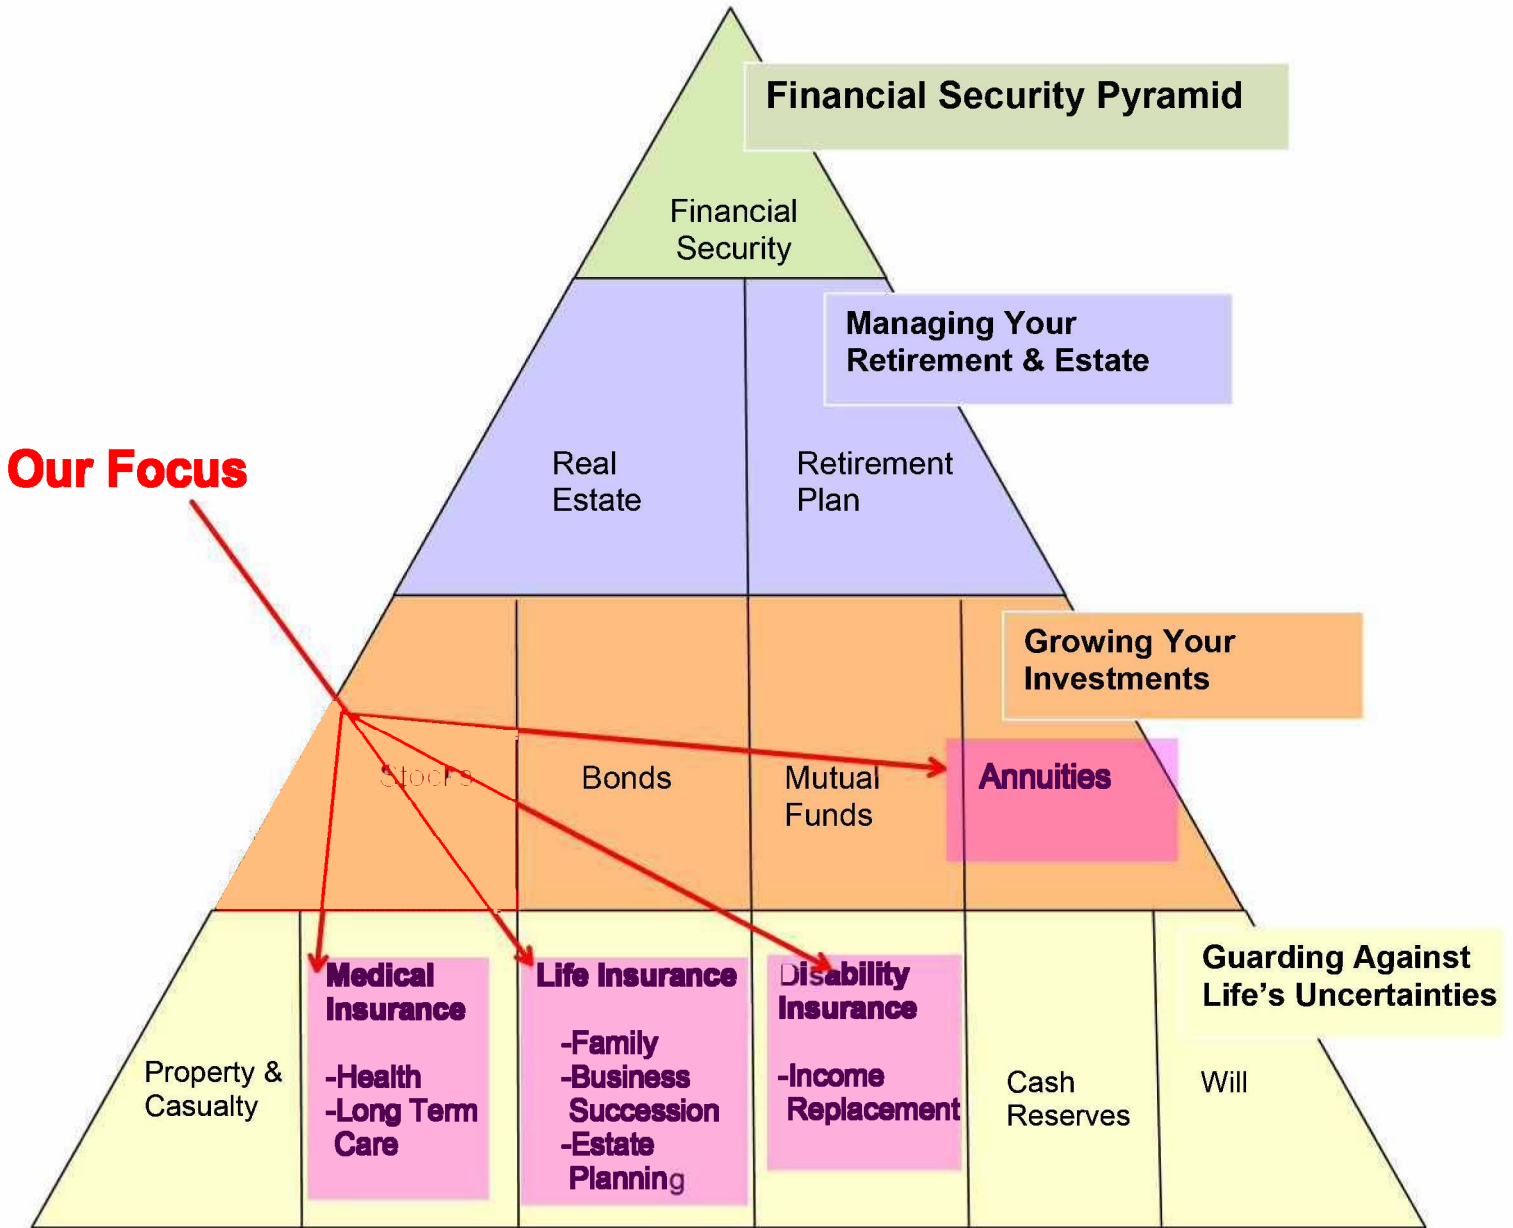 Financial Security Pyramid
Financial
Security
Managing Your
Retirement & Estate
Real
Estate
Retirement
Plan
Our Focus
Growing Your
Investments
Stocks
Bonds
Mutual
Funds
Annuities
Guarding Against
Life's Uncertainties
Property &
Casualty
Medical
Insurance
-Health
-Long Term
Care
Life Insurance
-Family
-Business
Succession
-Estate
Planning
Disability
Insurance
-Income
Replacement
Cash
Reserves
Will